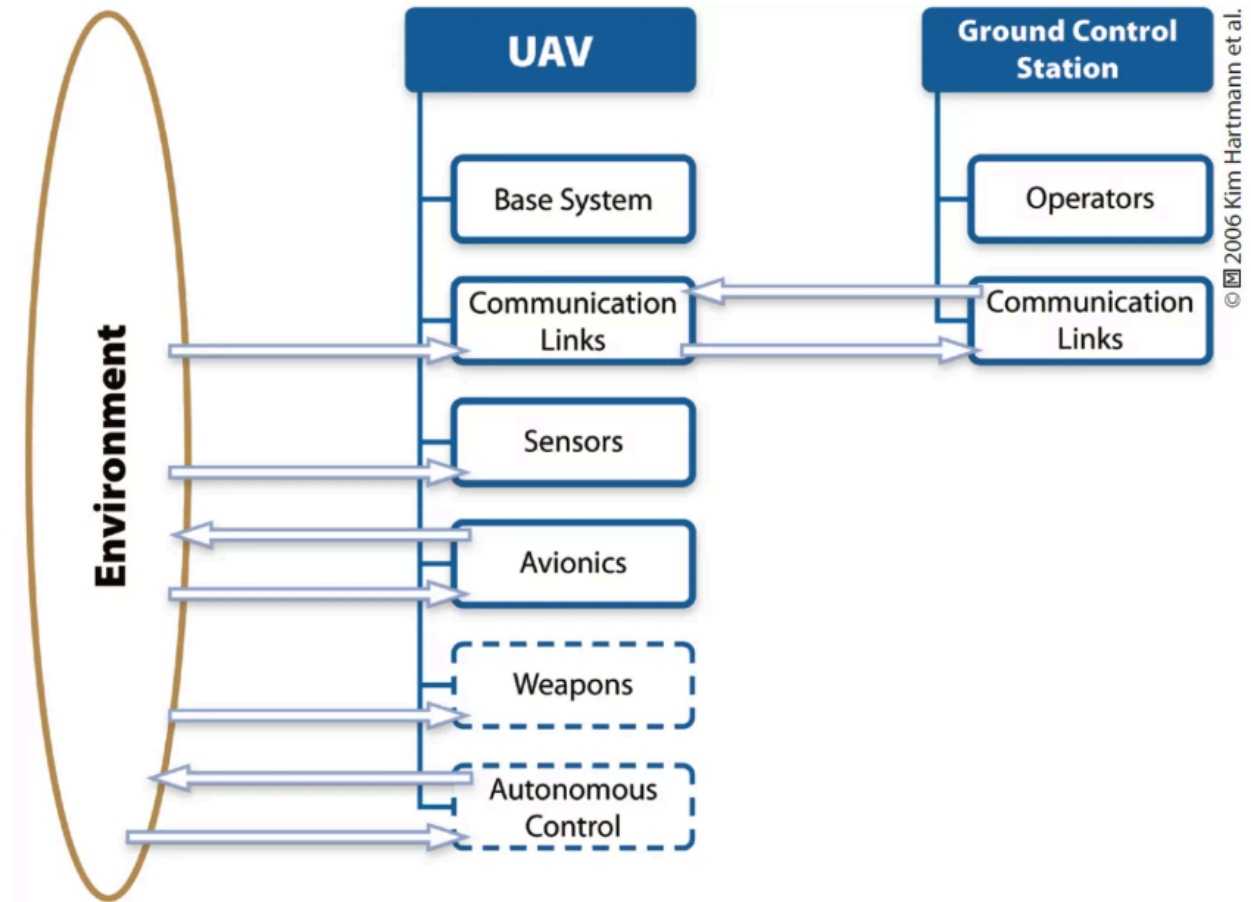 UAV
Ground Control
Station
Base System
Operators
Communication
Links
Communication
Links
Sensors
Avionics
Weapons
Autonomous
Control
Environment
© M 2006 Kim Hartmann et al.